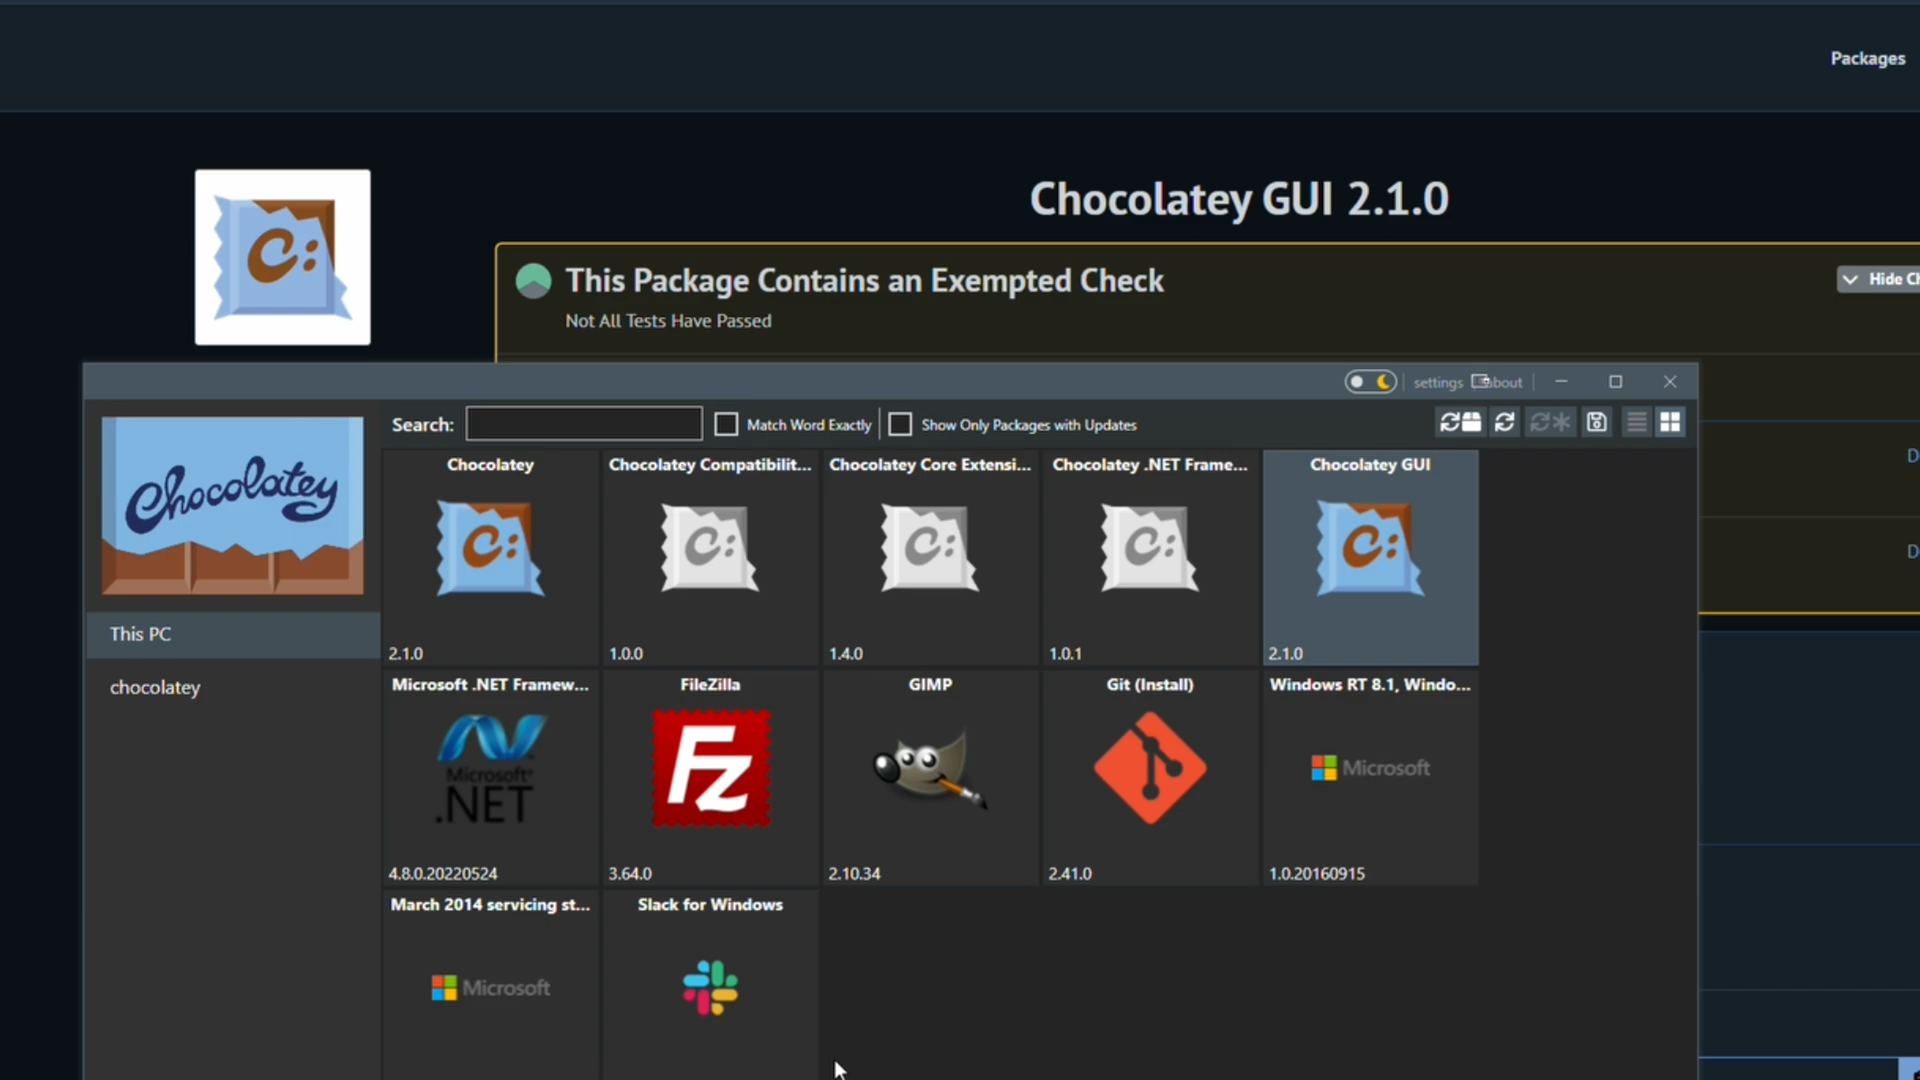 Packages
C:
Chocolatey GUI 2.1.0
This Package Contains an Exempted Check
Hide Ch
Not All Tests Have Passed
settings about
Search: Match Word Exactly Show Only Packages with Updates
Chocolatey
This PC
chocolatey
Chocolatey Chocolatey Compatibilit... Chocolatey Core Extensi... Chocolatey .NET Frame... Chocolatey GUI
C: C: C: C: C:
2.1.0 1.0.0 1.4.0 1.0.1 2.1.0
Microsoft .NET Framew... FileZilla GIMP Git (Install) Windows RT 8.1, Windo...
Microsoft .NET Fz Microsoft
4.8.0.20220524 3.64.0 2.10.34 2.41.0 1.0.20160915
March 2014 servicing st... Slack for Windows
Microsoft